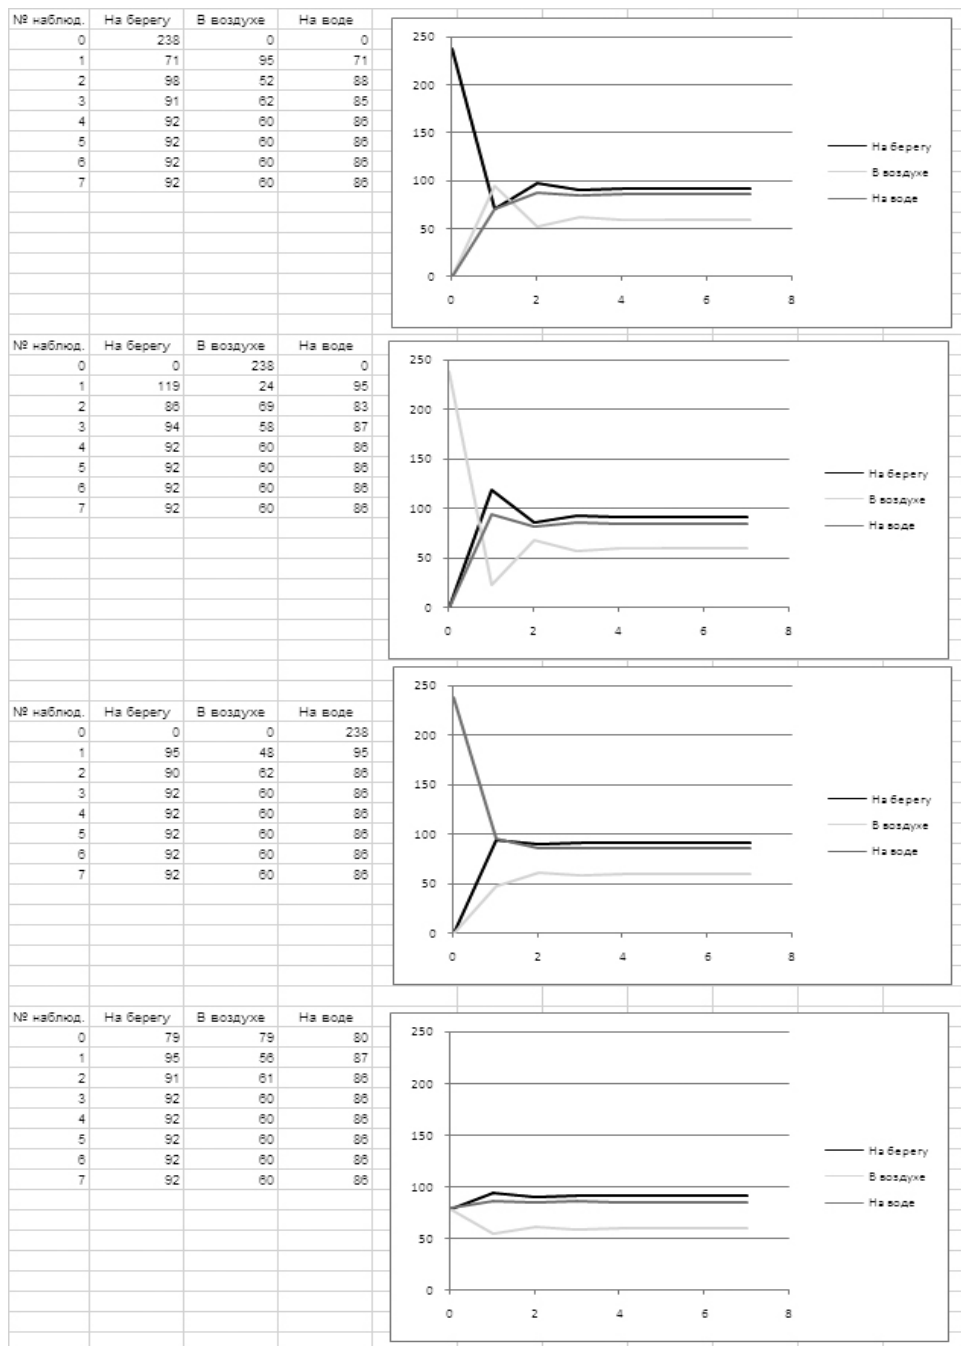 № наблюд. На берегу В воздухе На воде
0 238 0 0
1 71 95 71
2 98 52 88
3 91 62 85
4 92 60 86
5 92 60 86
6 92 60 86
7 92 60 86
250
200
150
100
50
0
0 2 4 6 8
На берегу
В воздухе
На воде
№ наблюд. На берегу В воздухе На воде
0 0 238 0
1 119 24 95
2 86 69 83
3 94 58 87
4 92 60 86
5 92 60 86
6 92 60 86
7 92 60 86
250
200
150
100
50
0
0 2 4 6 8
На берегу
В воздухе
На воде
№ наблюд. На берегу В воздухе На воде
0 0 0 238
1 95 48 95
2 90 62 86
3 92 60 86
4 92 60 86
5 92 60 86
6 92 60 86
7 92 60 86
250
200
150
100
50
0
0 2 4 6 8
На берегу
В воздухе
На воде
№ наблюд. На берегу В воздухе На воде
0 79 79 80
1 95 56 87
2 91 61 86
3 92 60 86
4 92 60 86
5 92 60 86
6 92 60 86
7 92 60 86
250
200
150
100
50
0
0 2 4 6 8
На берегу
В воздухе
На воде